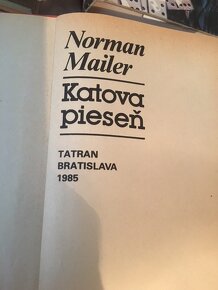 Norman
Mailer
Katova
pieseň
TATRAN
BRATISLAVA
1985